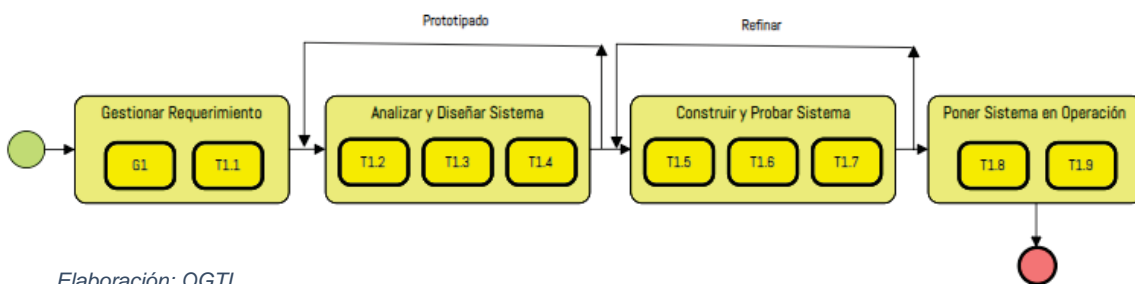 Prototipado
Refinar
Gestionar Requerimiento
Analizar y Diseñar Sistema
Construir y Probar Sistema
Poner Sistema en Operación
G1
T1.1
T1.2
T1.3
T1.4
T1.5
T1.6
T1.7
T1.8
T1.9
Elaboración: OGTI